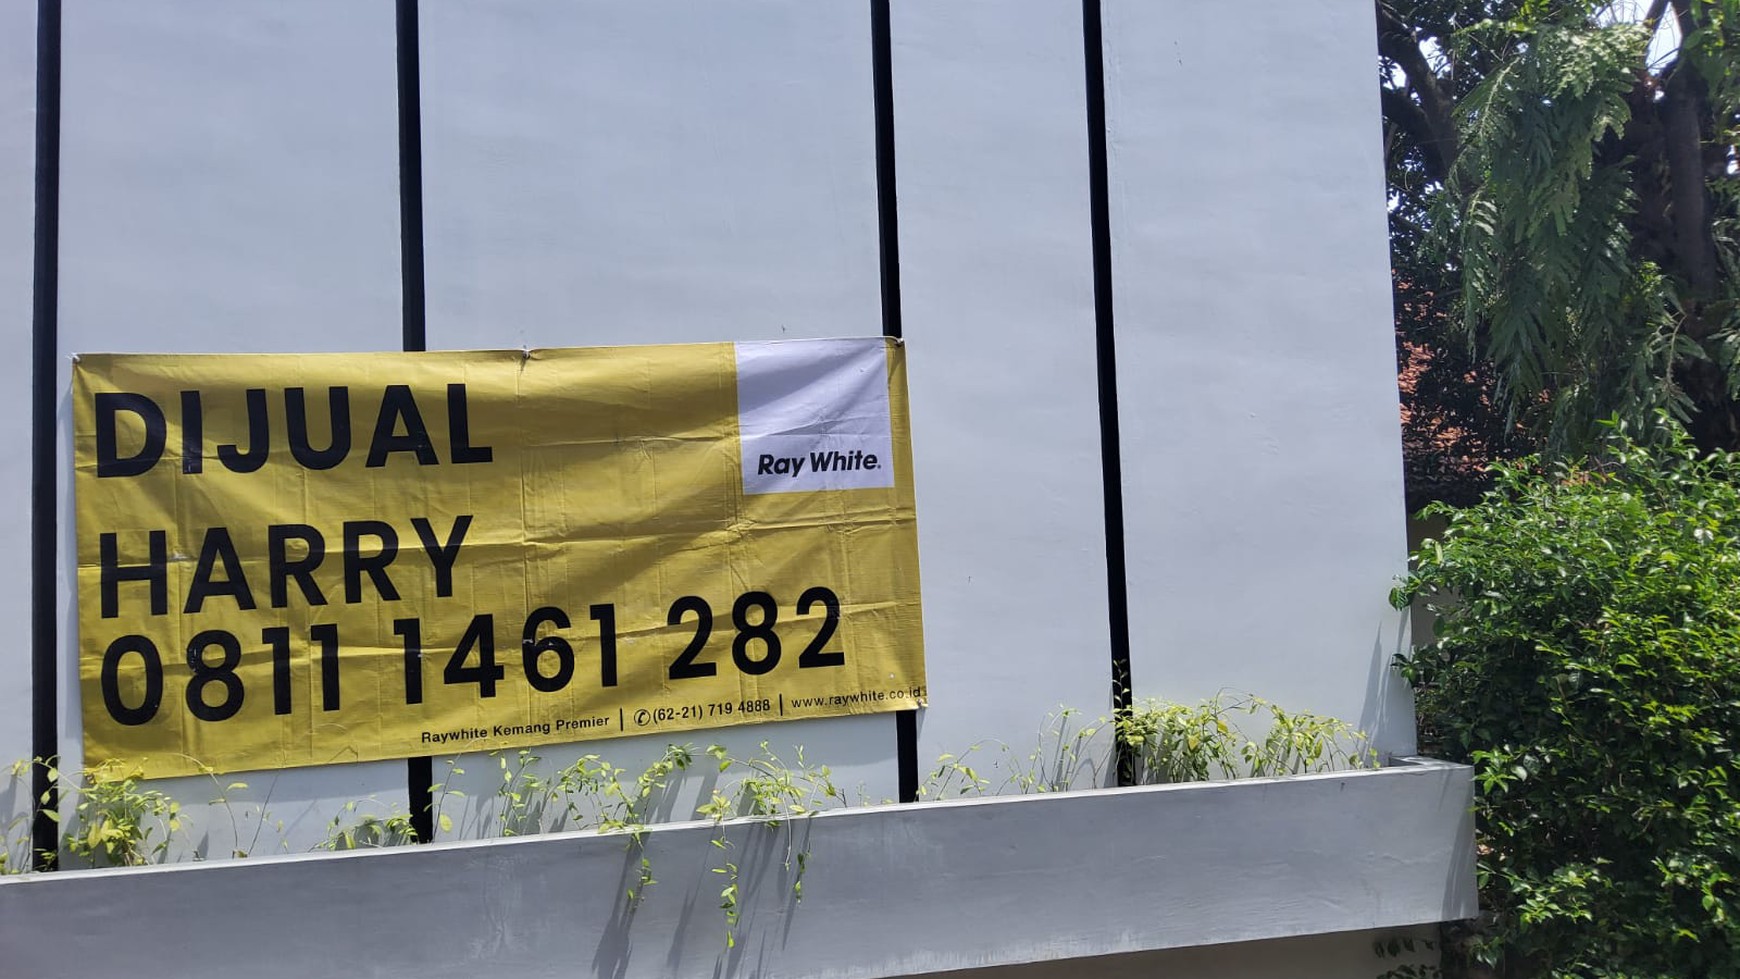 DIJUAL
Ray White.
HARRY
0811 1461 282
Raywhite Kemang Premier | ✆ (62-21) 719 4888 | www.raywhite.co.id